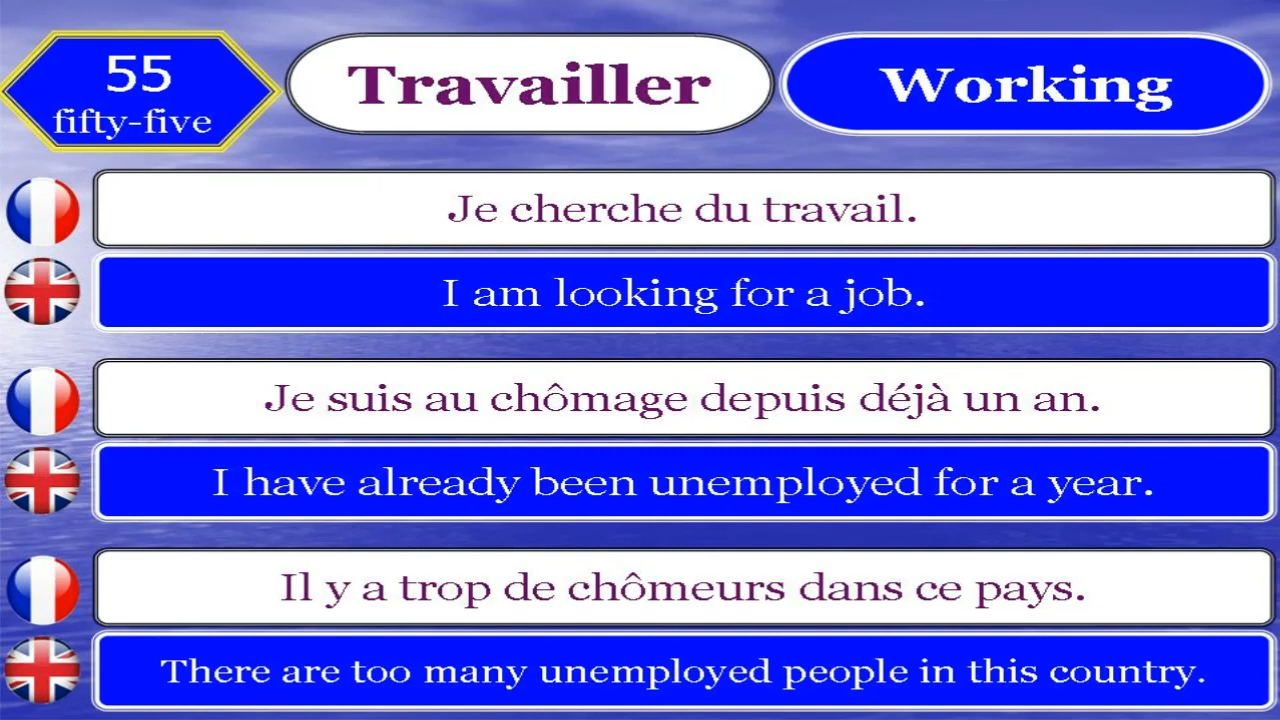 55
fifty-five
Travailler
Working
Je cherche du travail.
I am looking for a job.
Je suis au chômage depuis déjà un an.
I have already been unemployed for a year.
Il y a trop de chômeurs dans ce pays.
There are too many unemployed people in this country.